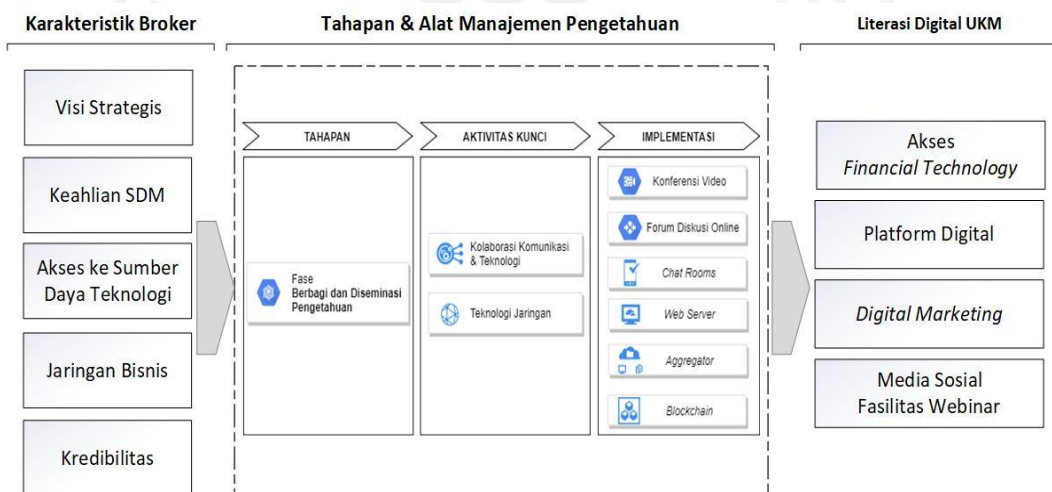 Karakteristik Broker
Visi Strategis
Keahlian SDM
Akses ke Sumber
Daya Teknologi
Jaringan Bisnis
Kredibilitas
Tahapan & Alat Manajemen Pengetahuan
TAHAPAN
Fase
Berbagi dan Diseminasi
Pengetahuan
AKTIVITAS KUNCI
Kolaborasi Komunikasi
& Teknologi
Teknologi Jaringan
IMPLEMENTASI
Konferensi Video
Forum Diskusi Online
Chat Rooms
Web Server
Aggregator
Blockchain
Literasi Digital UKM
Akses
Financial Technology
Platform Digital
Digital Marketing
Media Sosial
Fasilitas Webinar